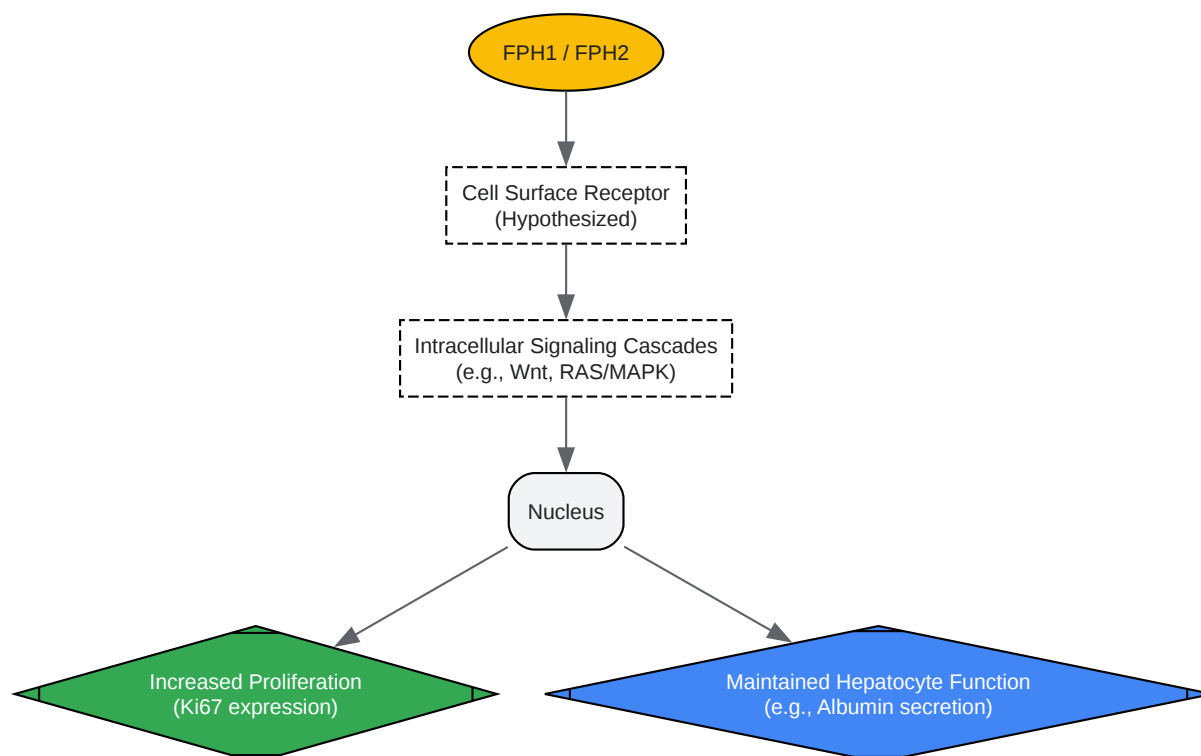 FPH1 / FPH2
Cell Surface Receptor
(Hypothesized)
Intracellular Signaling Cascades
(e.g., Wnt, RAS/MAPK)
Nucleus
Increased Proliferation
(Ki67 expression)
Maintained Hepatocyte Function
(e.g., Albumin secretion)